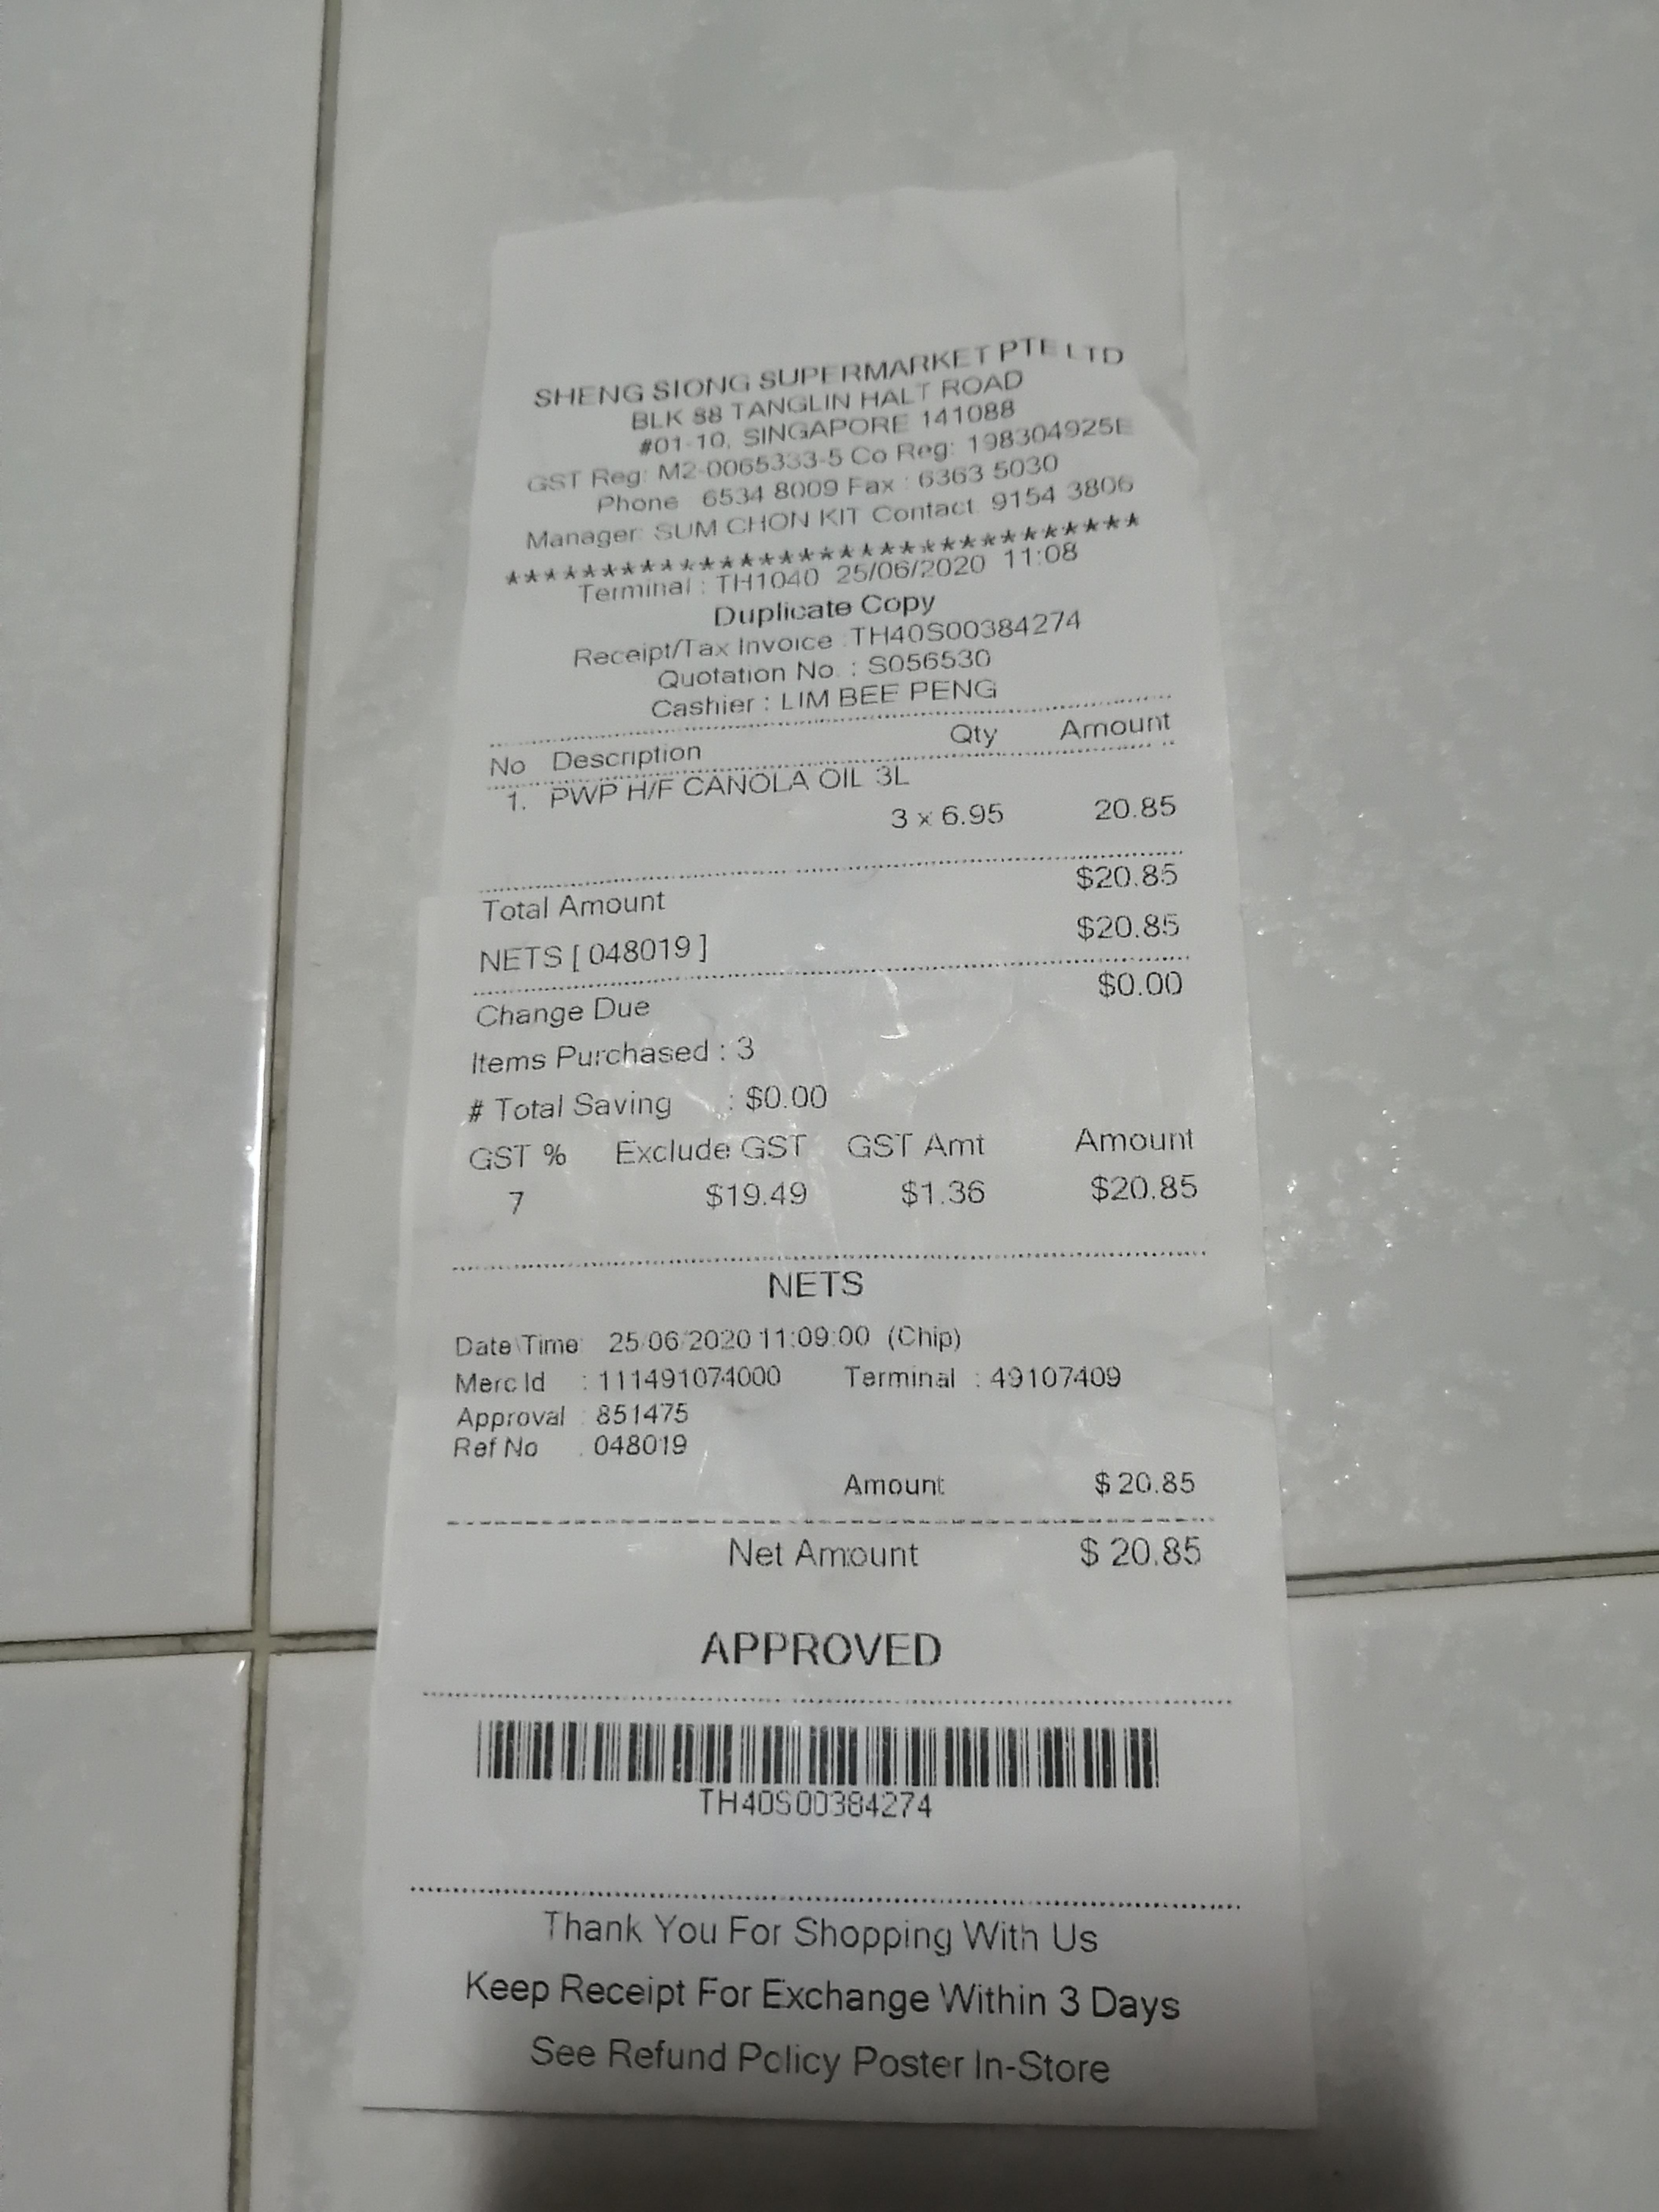 SHENG SIONG SUPERMARKET PTE LTD
BLK 88 TANGLIN HALT ROAD
#01-10, SINGAPORE 141088
GST Reg: M2-0065333-5 Co Reg: 198304925E
Phone 6534 8009 Fax : 6363 5030
Manager: SUM CHON KIT Contact. 9154 3806
********************************
Terminal : TH1040 25/06/2020 11:08
Duplicate Copy
Receipt/Tax Invoice :TH40S00384274
Quotation No. : S056530
Cashier : LIM BEE PENG
No Description Qty Amount
1. PWP H/F CANOLA OIL 3L
3 x 6.95 20.85
Total Amount $20.85
NETS [ 048019 ] $20.85
Change Due $0.00
Items Purchased : 3
# Total Saving : $0.00
GST % Exclude GST GST Amt Amount
7 $19.49 $1.36 $20.85
NETS
Date\Time: 25/06/2020 11:09:00 (Chip)
Merc Id : 111491074000 Terminal : 49107409
Approval : 851475
Ref No : 048019
Amount $ 20.85
Net Amount $ 20.85
APPROVED
TH40S00384274
Thank You For Shopping With Us
Keep Receipt For Exchange Within 3 Days
See Refund Policy Poster In-Store